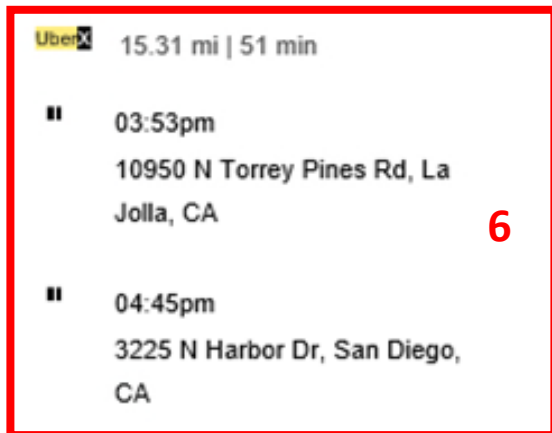 UberX 15.31 mi | 51 min
03:53pm
10950 N Torrey Pines Rd, La
Jolla, CA
6
04:45pm
3225 N Harbor Dr, San Diego,
CA